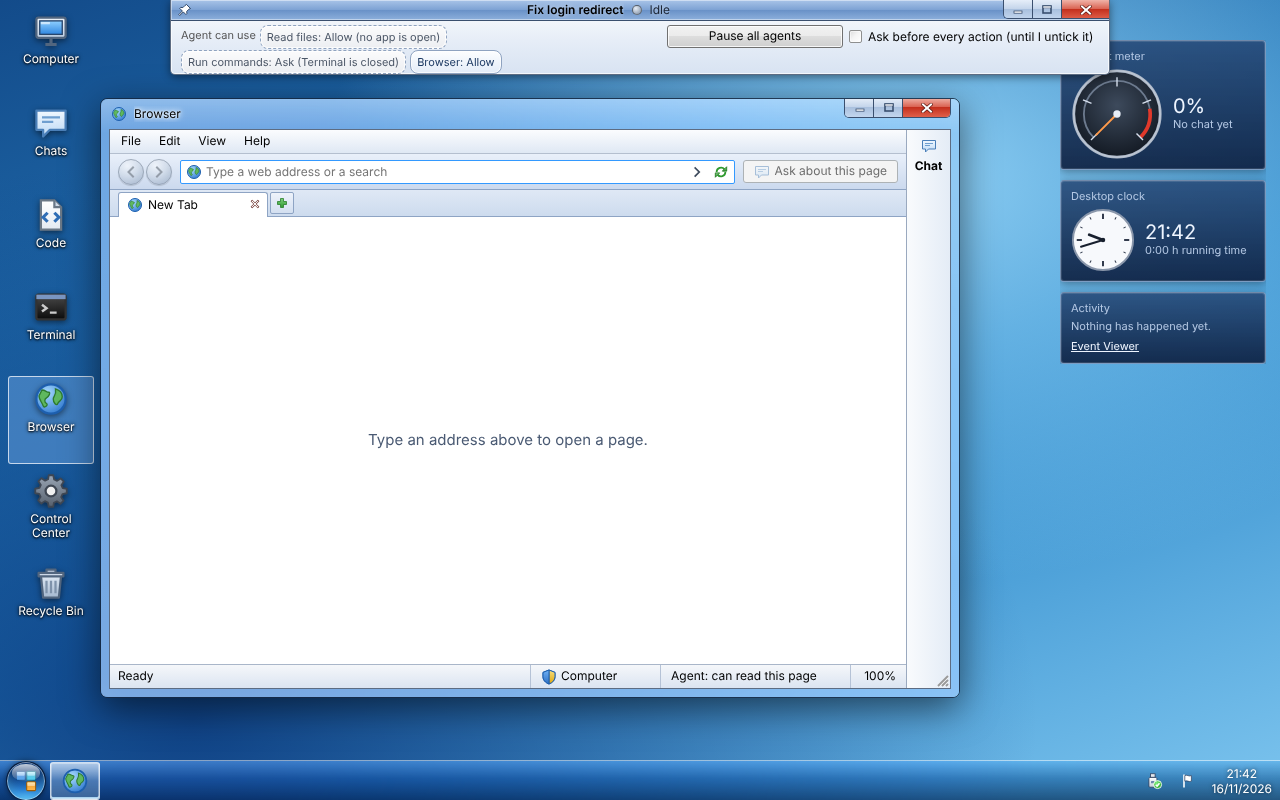 Computer
Chats
Code
Terminal
Browser
Control
Center
Recycle Bin
Fix login redirect Idle
Agent can use Read files: Allow (no app is open)
Run commands: Ask (Terminal is closed) Browser: Allow
Pause all agents Ask before every action (until I untick it)
Browser
File Edit View Help
Type a web address or a search
Ask about this page
New Tab
Type an address above to open a page.
Ready Computer Agent: can read this page 100%
Chat
meter
0%
No chat yet
Desktop clock
21:42
0:00 h running time
Activity
Nothing has happened yet.
Event Viewer
21:42
16/11/2026